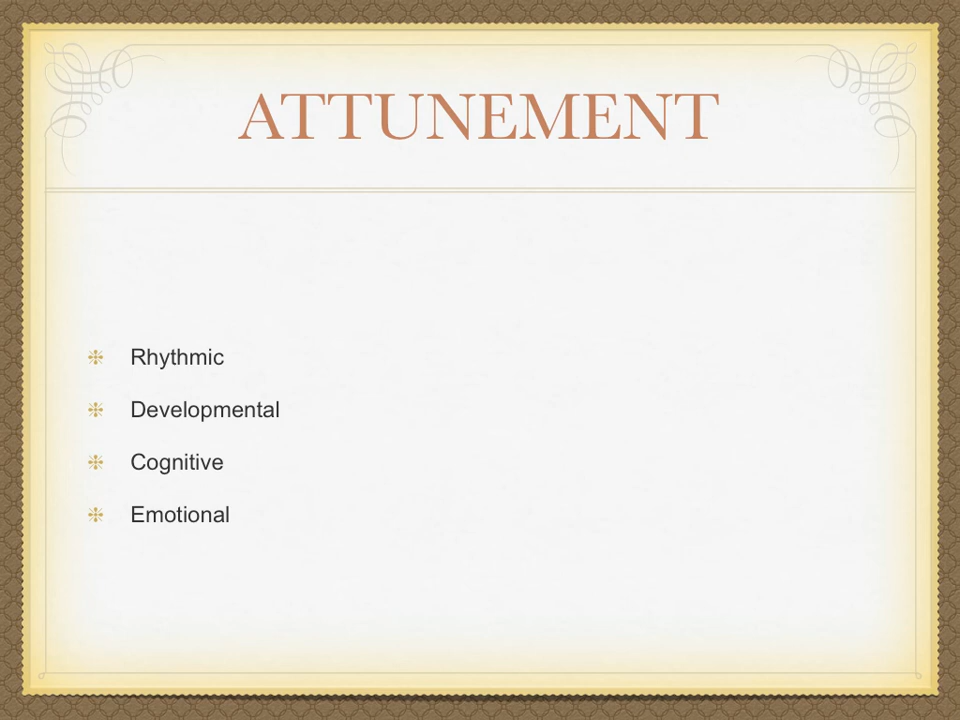 ATTUNEMENT
Rhythmic
Developmental
Cognitive
Emotional